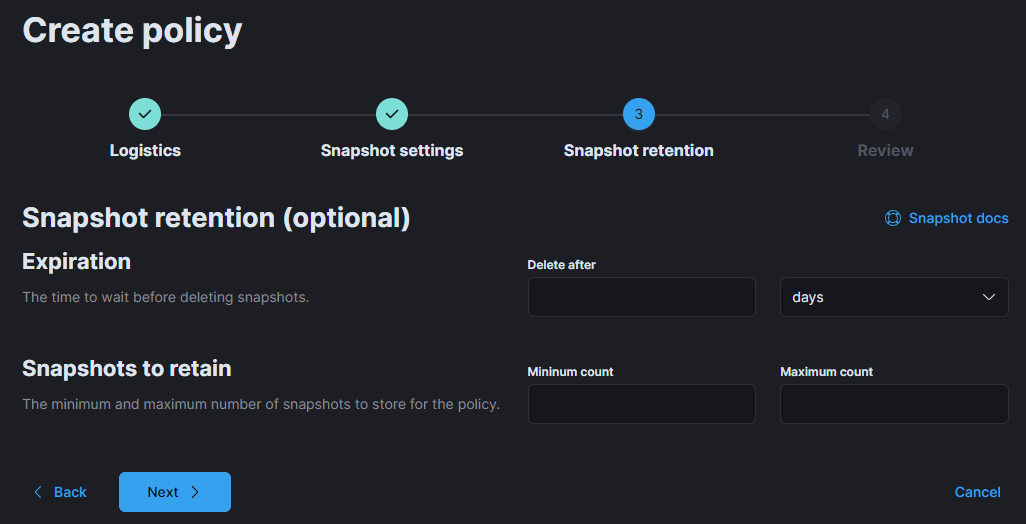 Create policy
3
4
Logistics
Snapshot settings
Snapshot retention
Review
Snapshot retention (optional)
Snapshot docs
Expiration
The time to wait before deleting snapshots.
Delete after
days
Snapshots to retain
The minimum and maximum number of snapshots to store for the policy.
Mininum count
Maximum count
Back
Next
Cancel